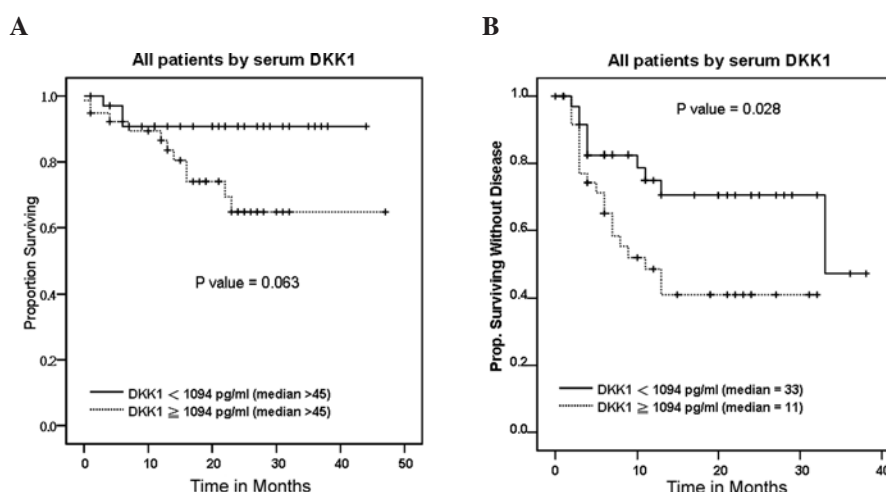 A
All patients by serum DKK1
Proportion Surviving
1.0
0.8
0.6
0.4
0.2
0.0
P value = 0.063
DKK1 < 1094 pg/ml (median >45)
DKK1 ≧ 1094 pg/ml (median >45)
0 10 20 30 40 50
Time in Months
B
All patients by serum DKK1
Prop. Surviving Without Disease
1.0
0.8
0.6
0.4
0.2
0.0
P value = 0.028
DKK1 < 1094 pg/ml (median = 33)
DKK1 ≧ 1094 pg/ml (median = 11)
0 10 20 30 40
Time in Months